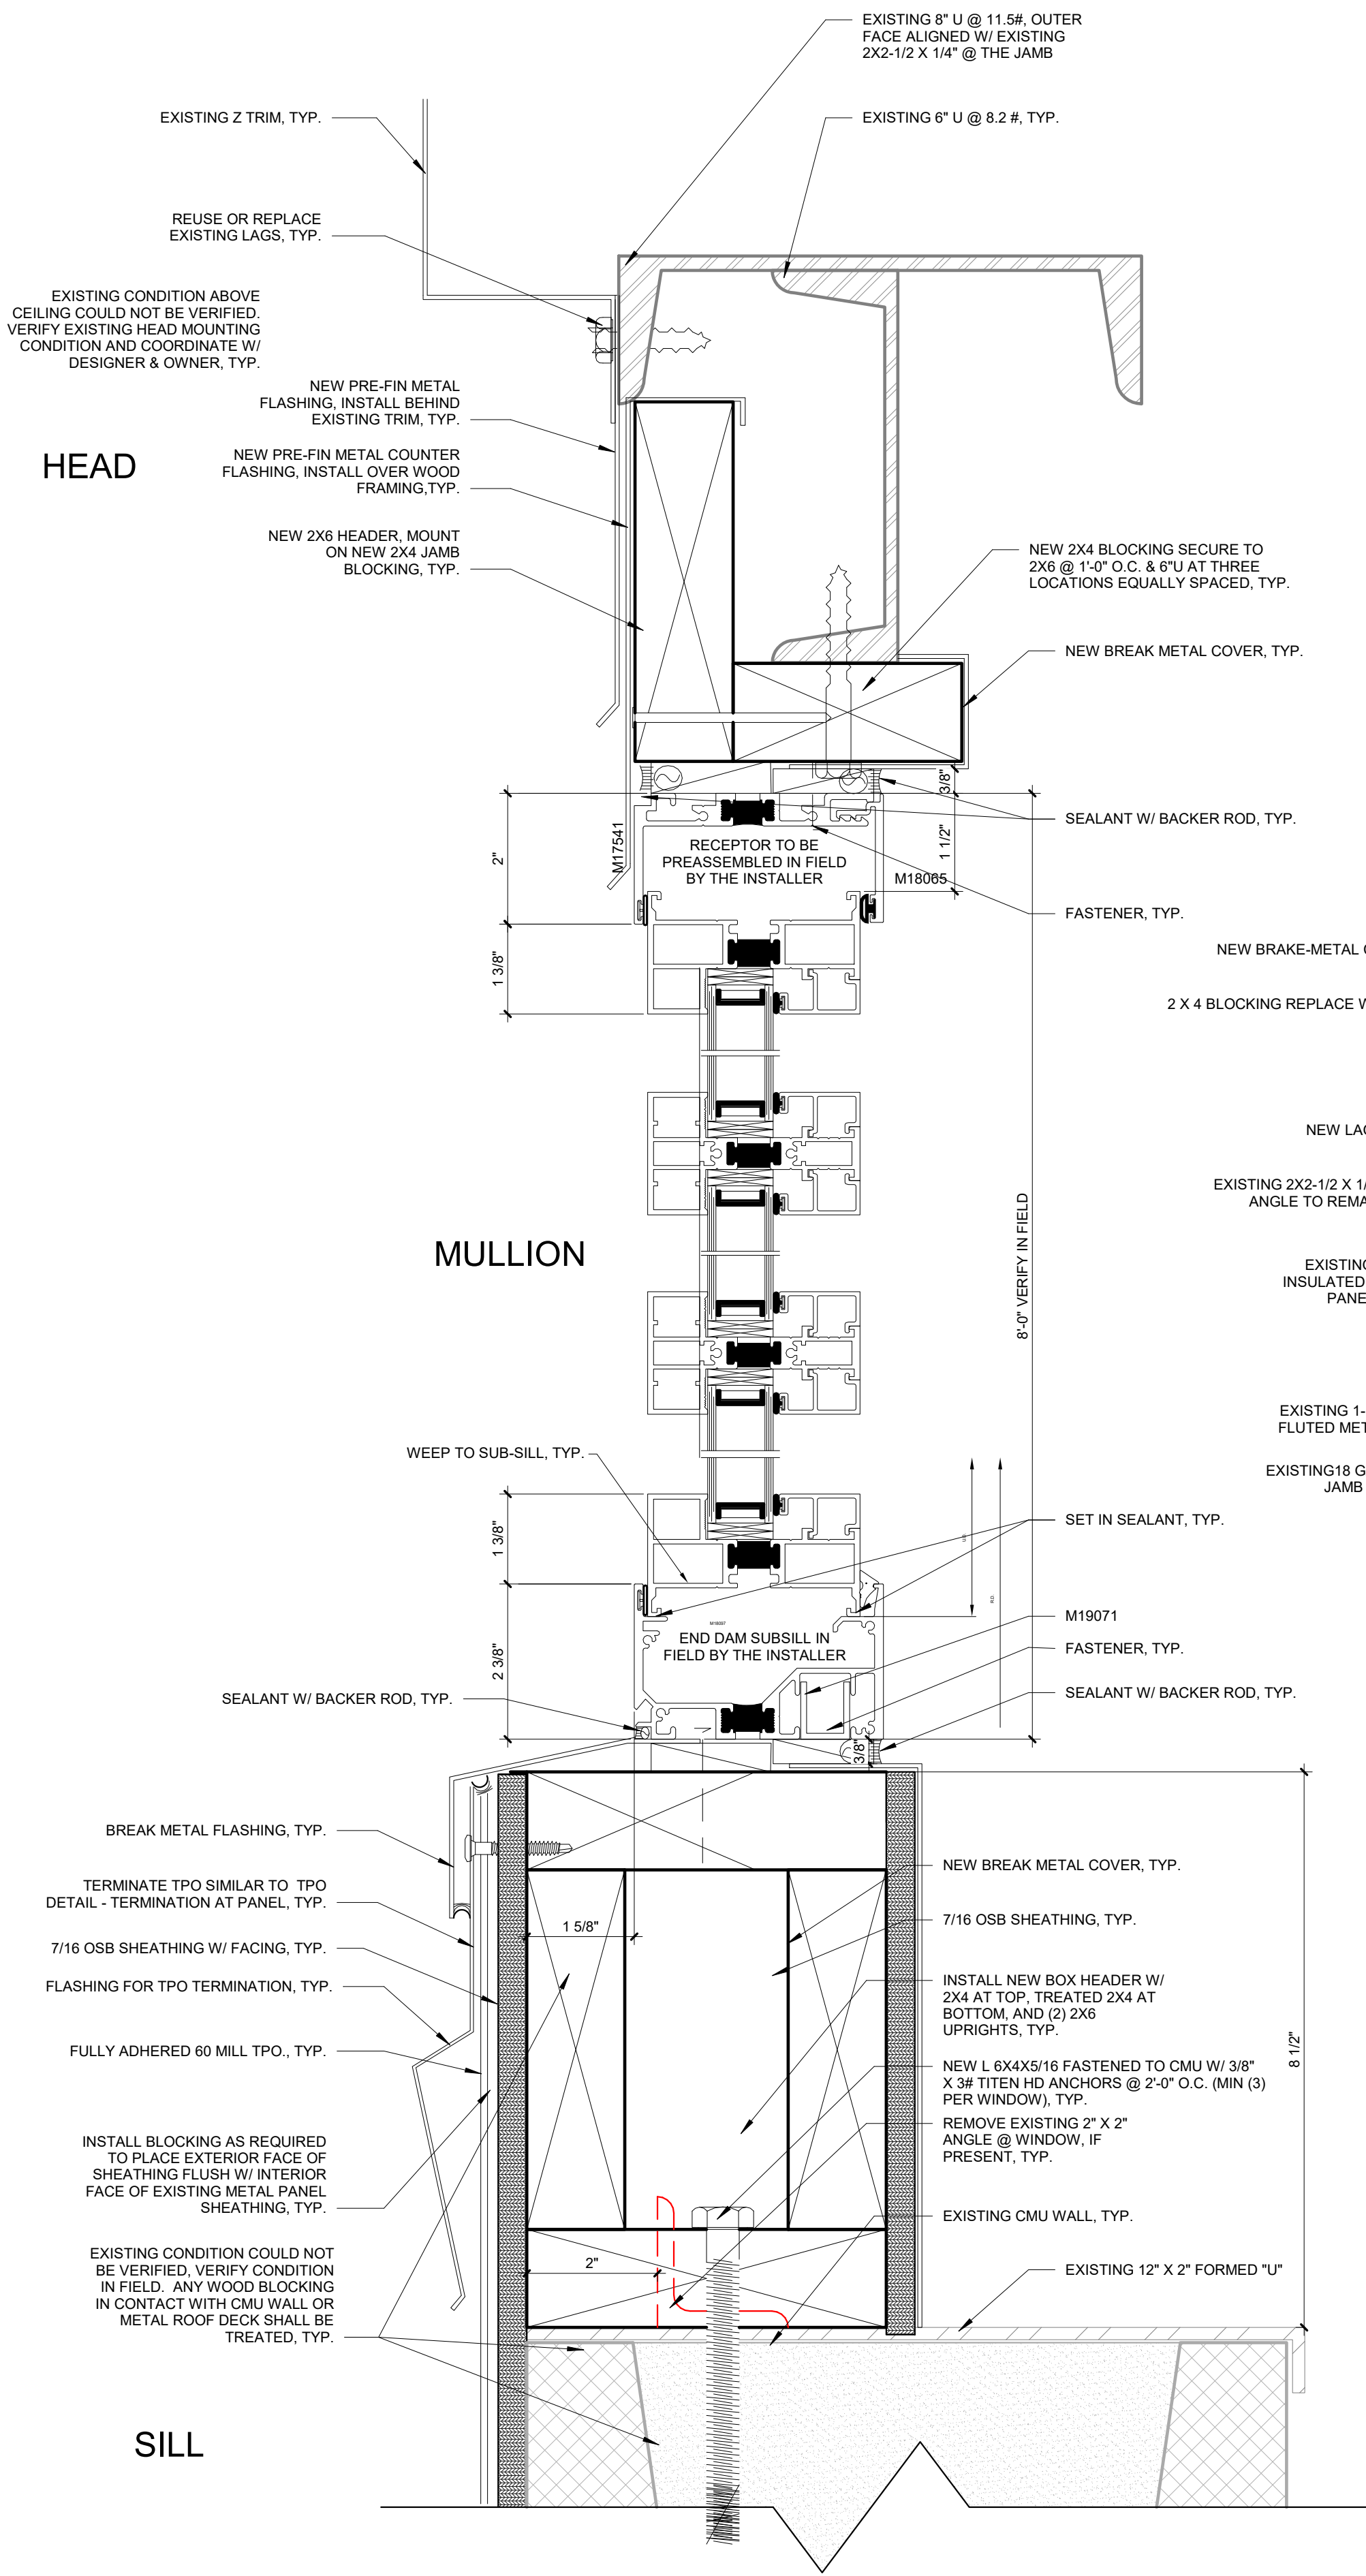 EXISTING 8" U @ 11.5#, OUTER
FACE ALIGNED W/ EXISTING
2X2-1/2 X 1/4" @ THE JAMB
EXISTING Z TRIM, TYP.
EXISTING 6" U @ 8.2 #, TYP.
REUSE OR REPLACE
EXISTING LAGS, TYP.
EXISTING CONDITION ABOVE
CEILING COULD NOT BE VERIFIED.
VERIFY EXISTING HEAD MOUNTING
CONDITION AND COORDINATE W/
DESIGNER & OWNER, TYP.
NEW PRE-FIN METAL
FLASHING, INSTALL BEHIND
EXISTING TRIM, TYP.
HEAD
NEW PRE-FIN METAL COUNTER
FLASHING, INSTALL OVER WOOD
FRAMING,TYP.
NEW 2X6 HEADER, MOUNT
ON NEW 2X4 JAMB
BLOCKING, TYP.
NEW 2X4 BLOCKING SECURE TO
2X6 @ 1'-0" O.C. & 6"U AT THREE
LOCATIONS EQUALLY SPACED, TYP.
NEW BREAK METAL COVER, TYP.
3/8"
SEALANT W/ BACKER ROD, TYP.
2"
M17541
RECEPTOR TO BE
PREASSEMBLED IN FIELD
BY THE INSTALLER
1 1/2"
M18065
FASTENER, TYP.
1 3/8"
NEW BRAKE-METAL
2 X 4 BLOCKING REPLACE
NEW
EXISTING 2X2-1/2 X
ANGLE TO
8'-0" VERIFY IN FIELD
MULLION
INSULATED
EXISTING 1-
FLUTED
EXISTING18
JAMB
WEEP TO SUB-SILL, TYP.
1 3/8"
SET IN SEALANT, TYP.
R.O.
M19071
END DAM SUBSILL IN
FIELD BY THE INSTALLER
FASTENER, TYP.
2 3/8"
SEALANT W/ BACKER ROD, TYP.
SEALANT W/ BACKER ROD, TYP.
3/8"
BREAK METAL FLASHING, TYP.
NEW BREAK METAL COVER, TYP.
TERMINATE TPO SIMILAR TO TPO
DETAIL - TERMINATION AT PANEL, TYP.
1 5/8"
7/16 OSB SHEATHING, TYP.
7/16 OSB SHEATHING W/ FACING, TYP.
FLASHING FOR TPO TERMINATION, TYP.
INSTALL NEW BOX HEADER W/
2X4 AT TOP, TREATED 2X4 AT
BOTTOM, AND (2) 2X6
UPRIGHTS, TYP.
FULLY ADHERED 60 MILL TPO., TYP.
8 1/2"
NEW L 6X4X5/16 FASTENED TO CMU W/ 3/8"
X 3# TITEN HD ANCHORS @ 2'-0" O.C. (MIN (3)
PER WINDOW), TYP.
REMOVE EXISTING 2" X 2"
ANGLE @ WINDOW, IF
PRESENT, TYP.
INSTALL BLOCKING AS REQUIRED
TO PLACE EXTERIOR FACE OF
SHEATHING FLUSH W/ INTERIOR
FACE OF EXISTING METAL PANEL
SHEATHING, TYP.
EXISTING CMU WALL, TYP.
EXISTING CONDITION COULD NOT
BE VERIFIED, VERIFY CONDITION
IN FIELD. ANY WOOD BLOCKING
IN CONTACT WITH CMU WALL OR
METAL ROOF DECK SHALL BE
TREATED, TYP.
2"
EXISTING 12" X 2" FORMED "U"
SILL